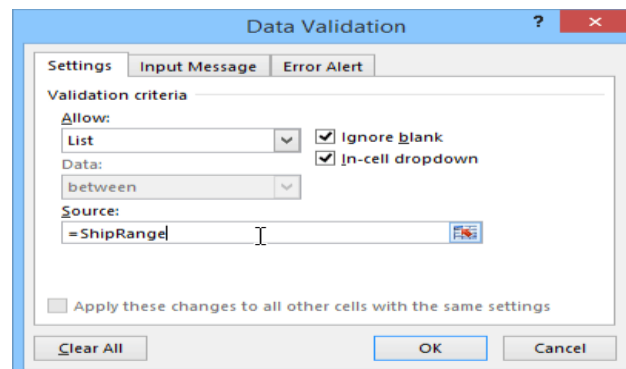 Data Validation ? ×
Settings Input Message Error Alert
Validation criteria
Allow:
List Ignore blank
Data: In-cell dropdown
between
Source:
=ShipRange
Apply these changes to all other cells with the same settings
Clear All OK Cancel